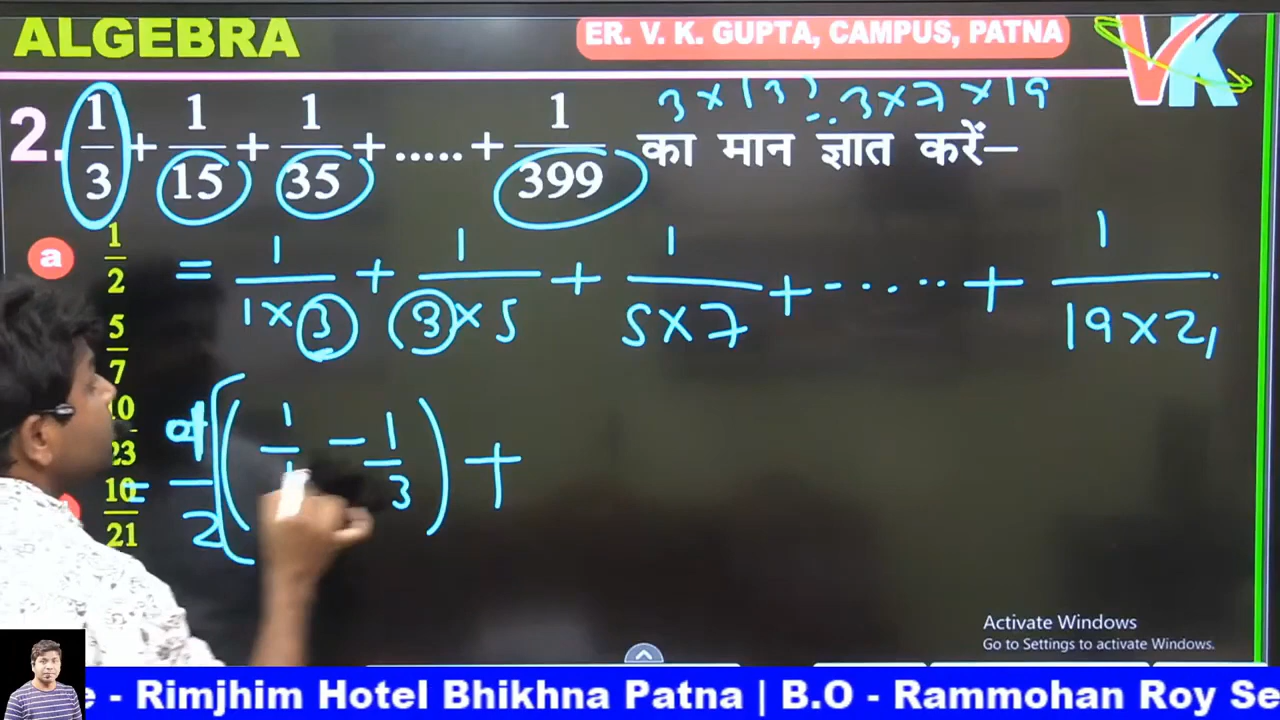 ALGEBRA
ER. V. K. GUPTA, CAMPUS, PATNA
VK
3 × 133 = 3 × 7 × 19
2. 1/3 + 1/15 + 1/35 + ..... + 1/399 का मान ज्ञात करें–
a 1/2
= 1/(1×3) + 1/(3×5) + 1/(5×7) + ...... + 1/(19×21)
5/7
10/23
10/21
[(1/1 - 1/3) +
Activate Windows
Go to Settings to activate Windows.
- Rimjhim Hotel Bhikhna Patna | B.O - Rammohan Roy Se